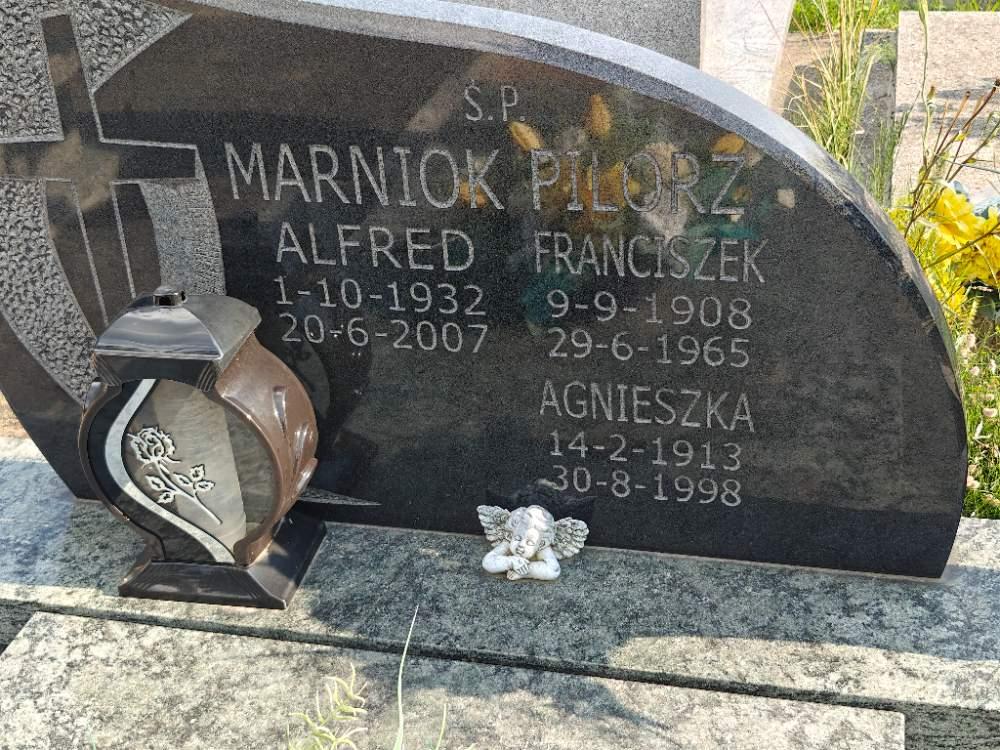 Ś.P.
MARNIOK PILORZ
ALFRED
1-10-1932
20-6-2007
FRANCISZEK
9-9-1908
29-6-1965
AGNIESZKA
14-2-1913
30-8-1998